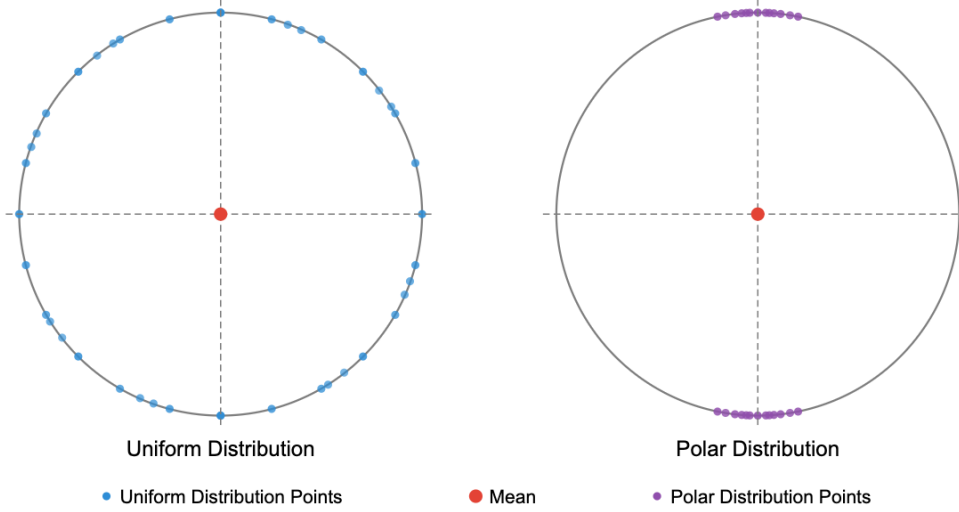 Uniform Distribution
Polar Distribution
Uniform Distribution Points
Mean
Polar Distribution Points